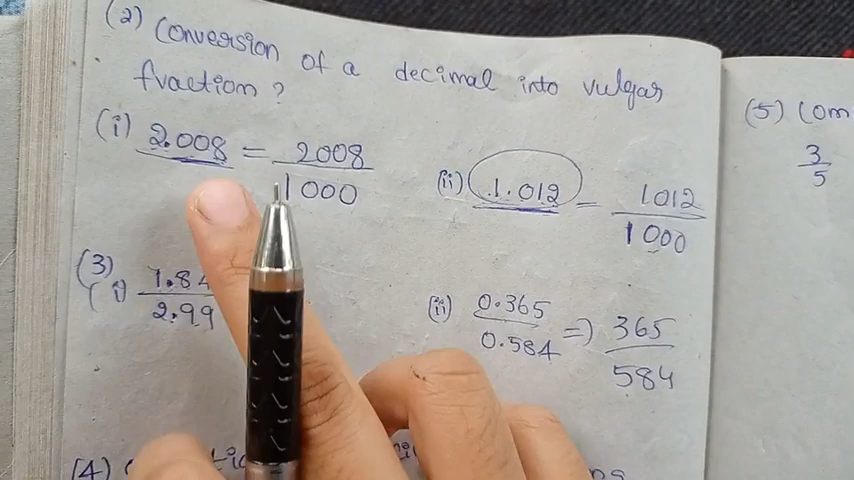 (2) Conversion of a decimal into vulgar
fraction ?
(i) 2.008 = 2008/1000
(ii) 1.012 = 1012/1000
(3)
(i) 1.84/2.99
(ii) 0.365/0.584 => 365/584
(4)
(5) Com
3/5